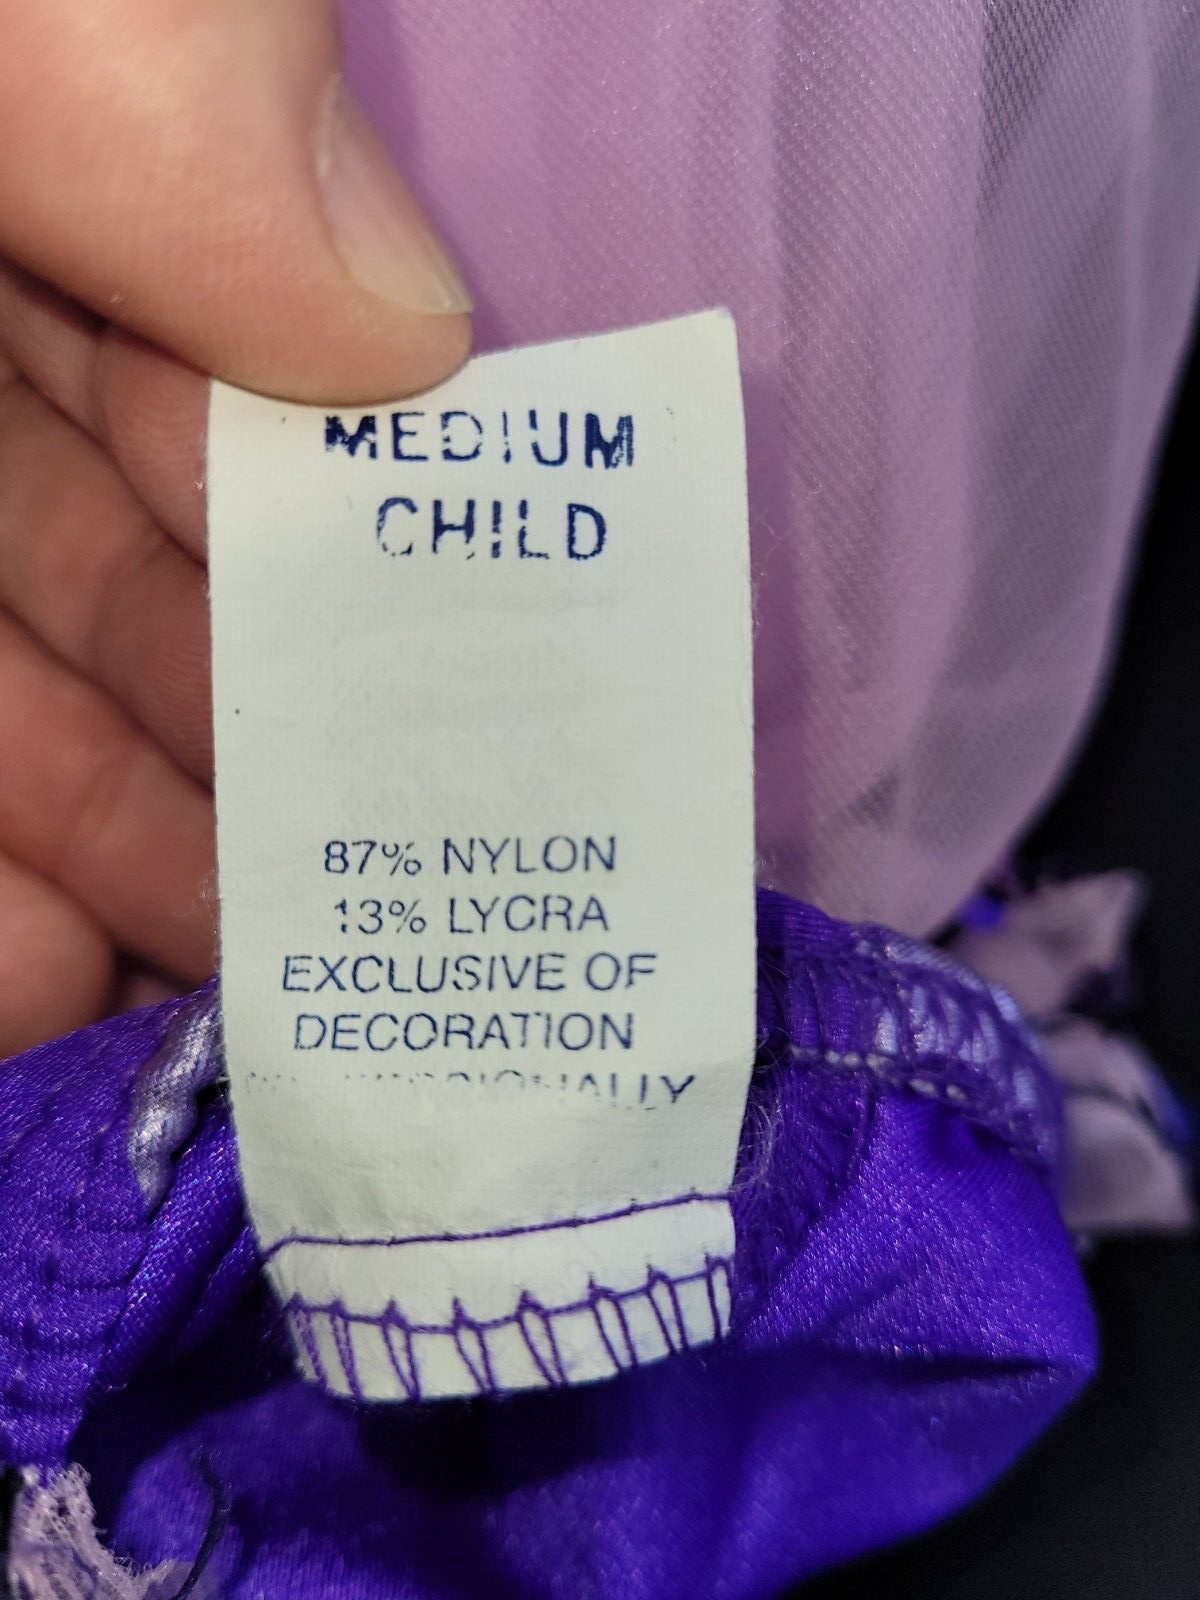 MEDIUM
CHILD
87% NYLON
13% LYCRA
EXCLUSIVE OF
DECORATION